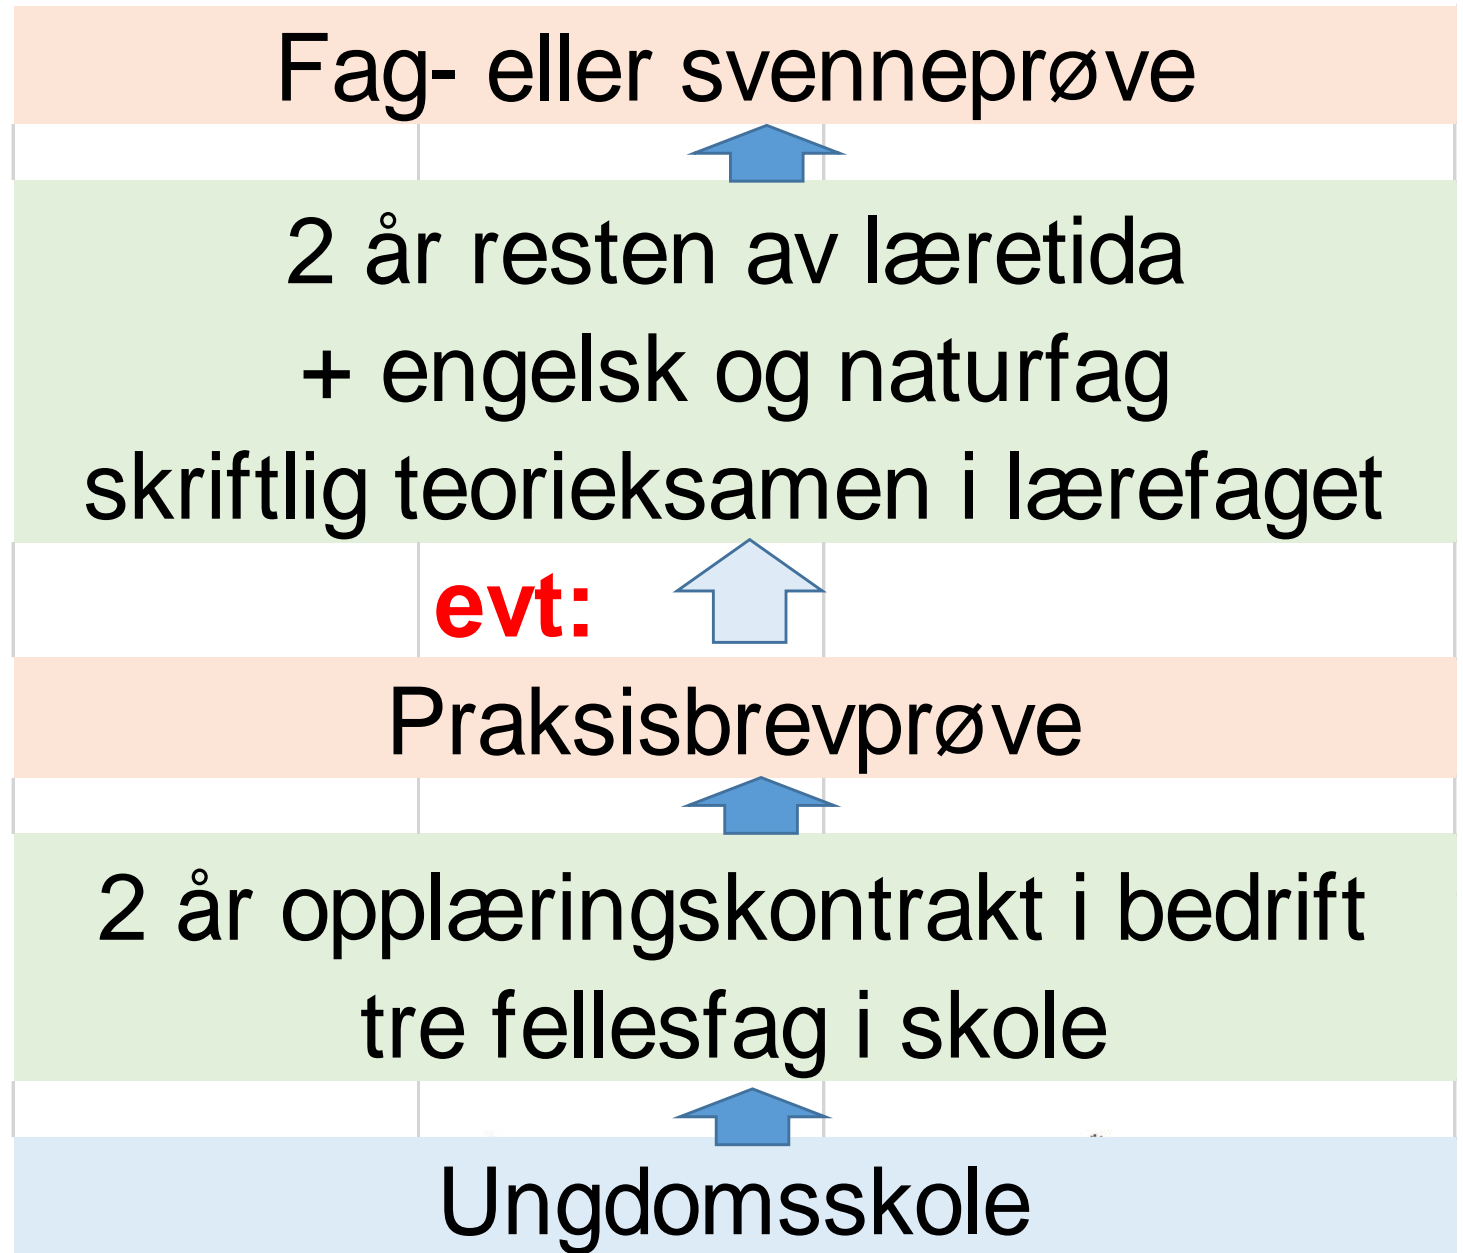 Fag- eller svenneprøve
2 år resten av læretida
+ engelsk og naturfag
skriftlig teorieksamen i lærefaget
evt:
Praksisbrevprøve
2 år opplæringskontrakt i bedrift
tre fellesfag i skole
Ungdomsskole